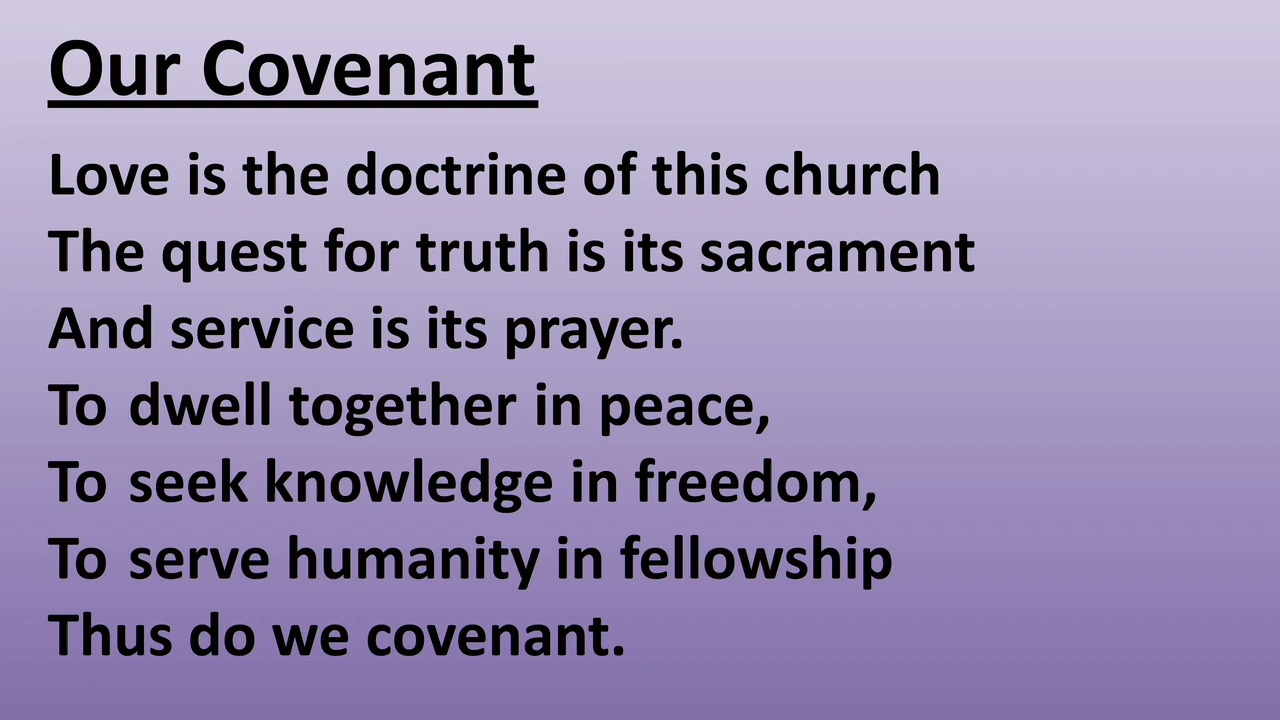 Our Covenant
Love is the doctrine of this church
The quest for truth is its sacrament
And service is its prayer.
To dwell together in peace,
To seek knowledge in freedom,
To serve humanity in fellowship
Thus do we covenant.